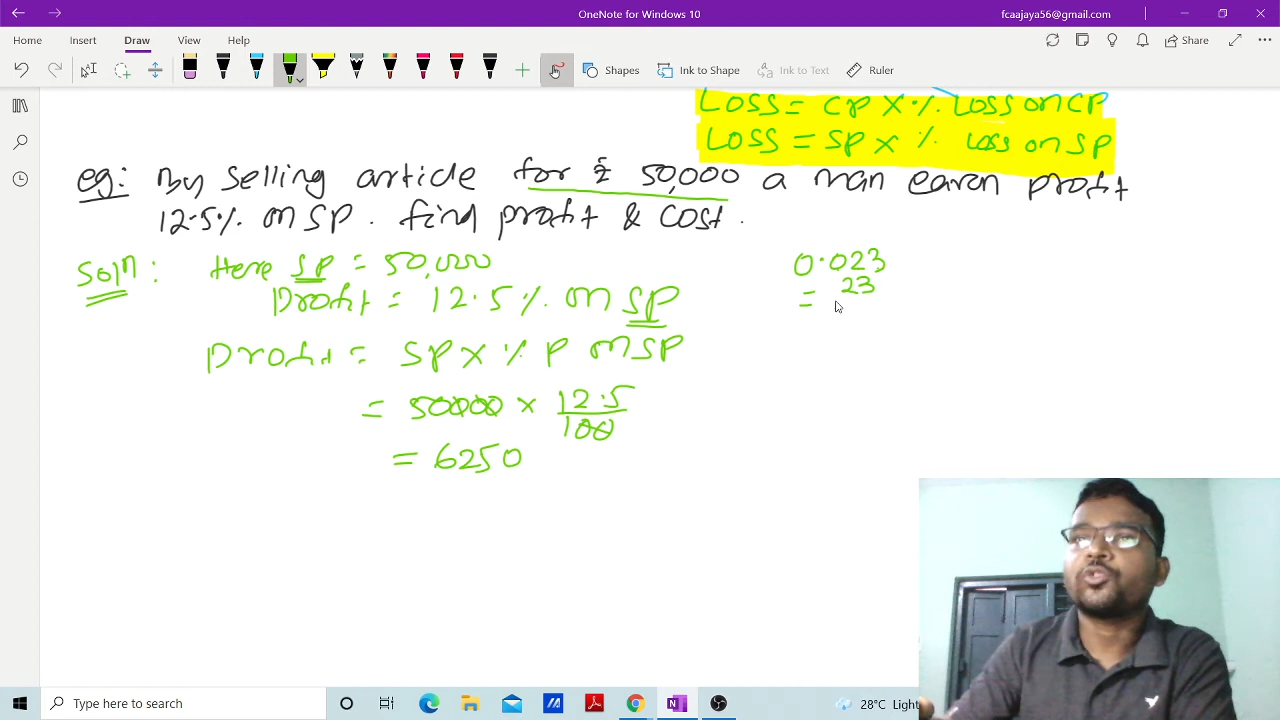 OneNote for Windows 10
fcaajaya56@gmail.com
Home Insert Draw View Help
Share
Shapes Ink to Shape Ink to Text Ruler
LOSS = CP X % LOSS ON CP
LOSS = SP X % Loss on SP
eg: By selling article for ₹ 50,000 a man earen profit
12.5% on SP. find profit & cost.
Soln: Here SP = 50,000
Profit = 12.5% on SP
Profit = SP X % P on SP
= 50000 × 12.5
100
= 6250
0.023
= 23
Type here to search
28°C Light